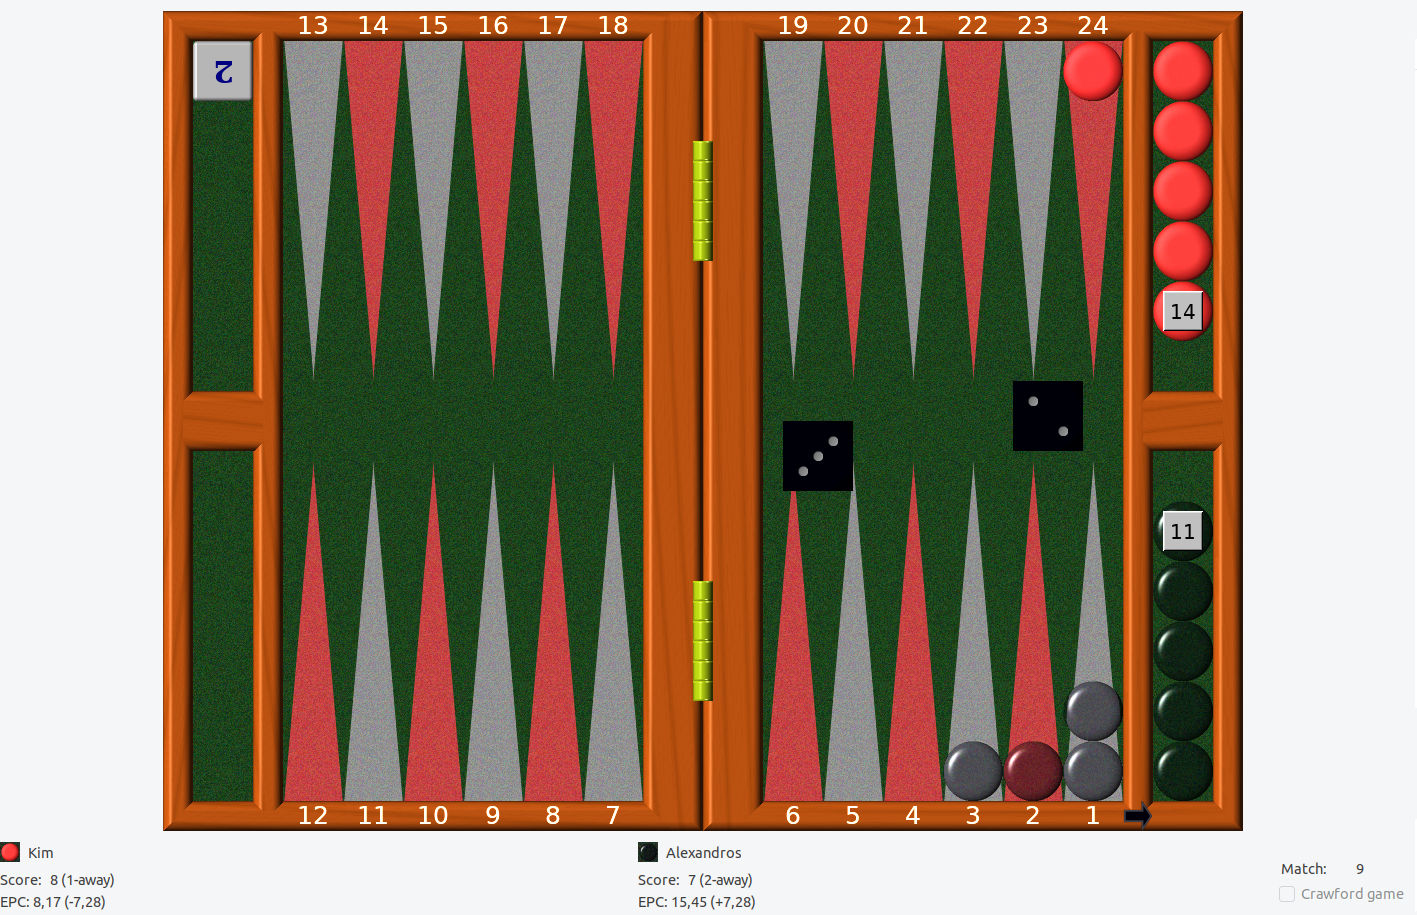 13 14 15 16 17 18 19 20 21 22 23 24
2
14
11
12 11 10 9 8 7 6 5 4 3 2 1
Kim
Score: 8 (1-away)
EPC: 8,17 (-7,28)
Alexandros
Score: 7 (2-away)
EPC: 15,45 (+7,28)
Match: 9
Crawford game